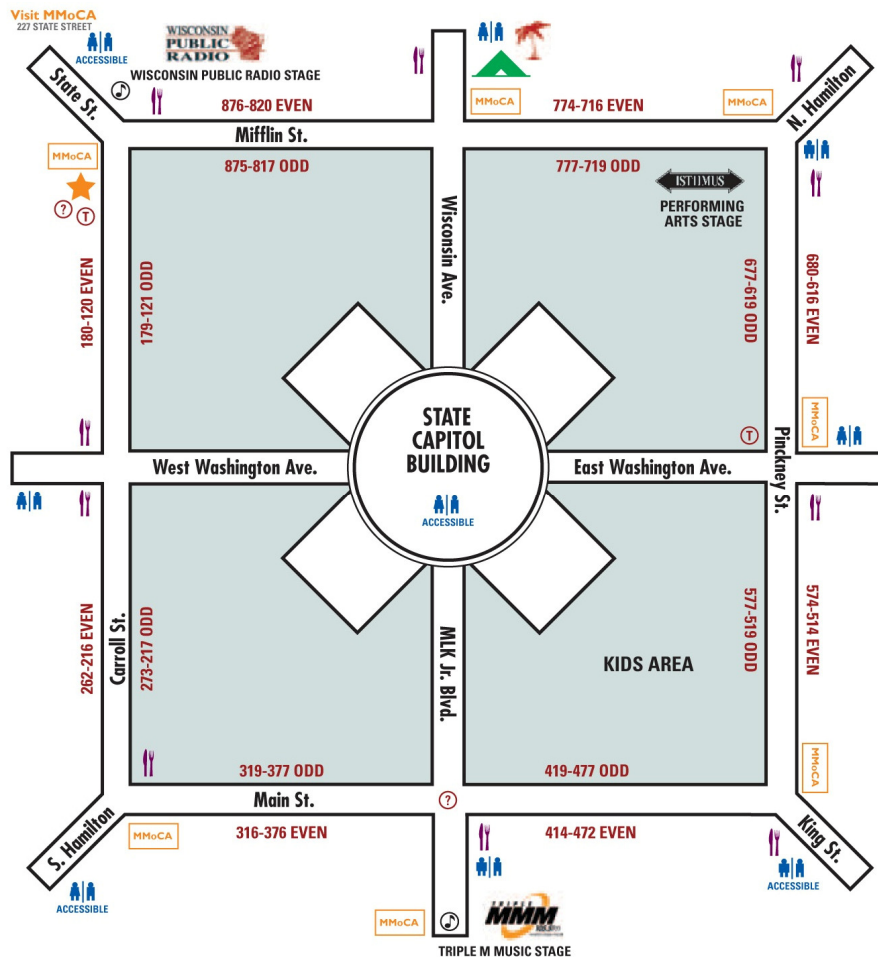 Visit MMoCA
227 STATE STREET
ACCESSIBLE
WISCONSIN
PUBLIC
RADIO
WISCONSIN PUBLIC RADIO STAGE
State St.
876-820 EVEN
MMoCA
774-716 EVEN
MMoCA
N. Hamilton
Mifflin St.
875-817 ODD
777-719 ODD
MMoCA
?
T
ISTHMUS
PERFORMING
ARTS STAGE
Wisconsin Ave.
180-120 EVEN
179-121 ODD
677-619 ODD
680-616 EVEN
STATE
CAPITOL
BUILDING
ACCESSIBLE
T
MMoCA
Pinckney St.
West Washington Ave.
East Washington Ave.
262-216 EVEN
Carroll St.
273-217 ODD
MLK Jr. Blvd.
KIDS AREA
577-519 ODD
574-514 EVEN
319-377 ODD
419-477 ODD
MMoCA
Main St.
?
S. Hamilton
MMoCA
316-376 EVEN
414-472 EVEN
King St.
ACCESSIBLE
ACCESSIBLE
MMoCA
TRIPLE
MMM
TRIPLE M MUSIC STAGE